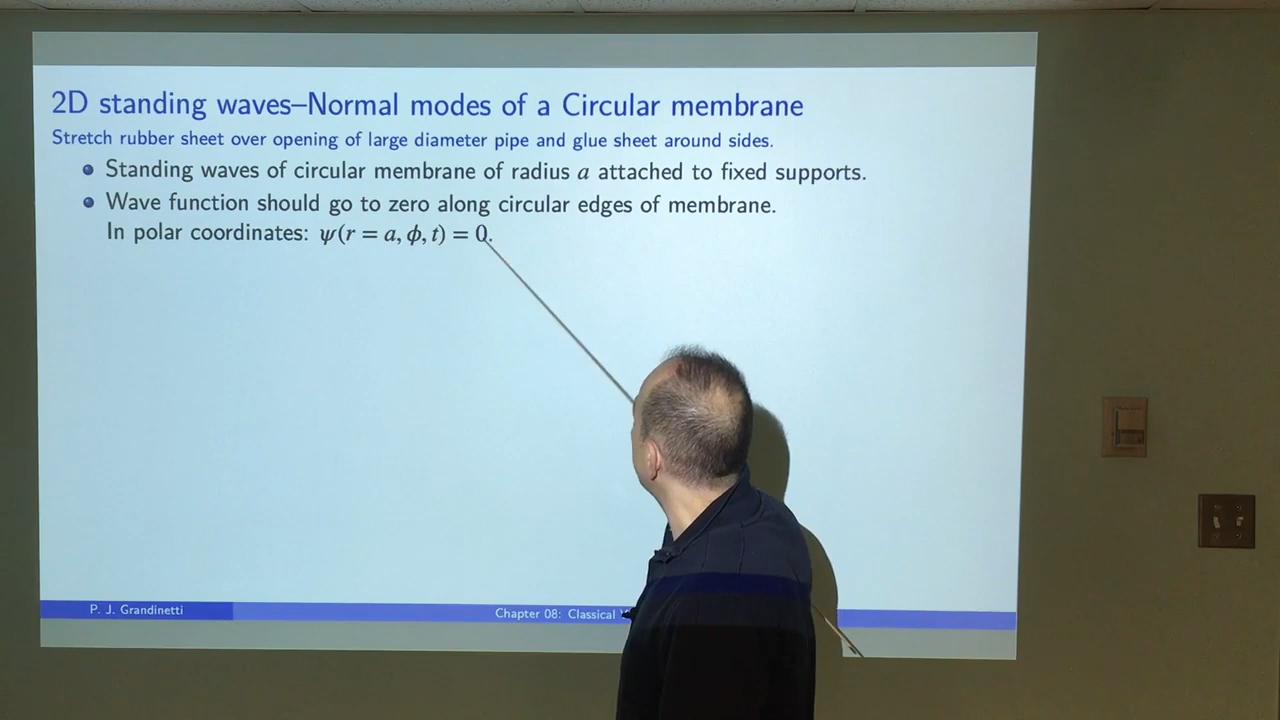 2D standing waves–Normal modes of a Circular membrane
Stretch rubber sheet over opening of large diameter pipe and glue sheet around sides.
Standing waves of circular membrane of radius a attached to fixed supports.
Wave function should go to zero along circular edges of membrane.
In polar coordinates: ψ(r = a, ϕ, t) = 0.
P. J. Grandinetti
Chapter 08: Classical